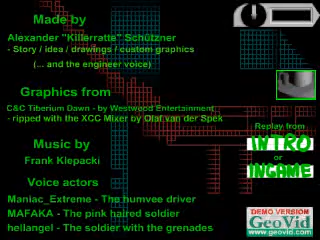 Made by
Alexander "Killerratte" Schützner
- Story / idea / drawings / custom graphics
(... and the engineer voice)
Graphics from
C&C Tiberium Dawn - by Westwood Entertainment
- ripped with the XCC Mixer by Olaf van der Spek
Replay from
INTRO
or
INGAME
Music by
Frank Klepacki
Voice actors
Maniac_Extreme - The humvee driver
MAFAKA - The pink haired soldier
hellangel - The soldier with the grenades
DEMO VERSION
GeoVid
www.geovid.com